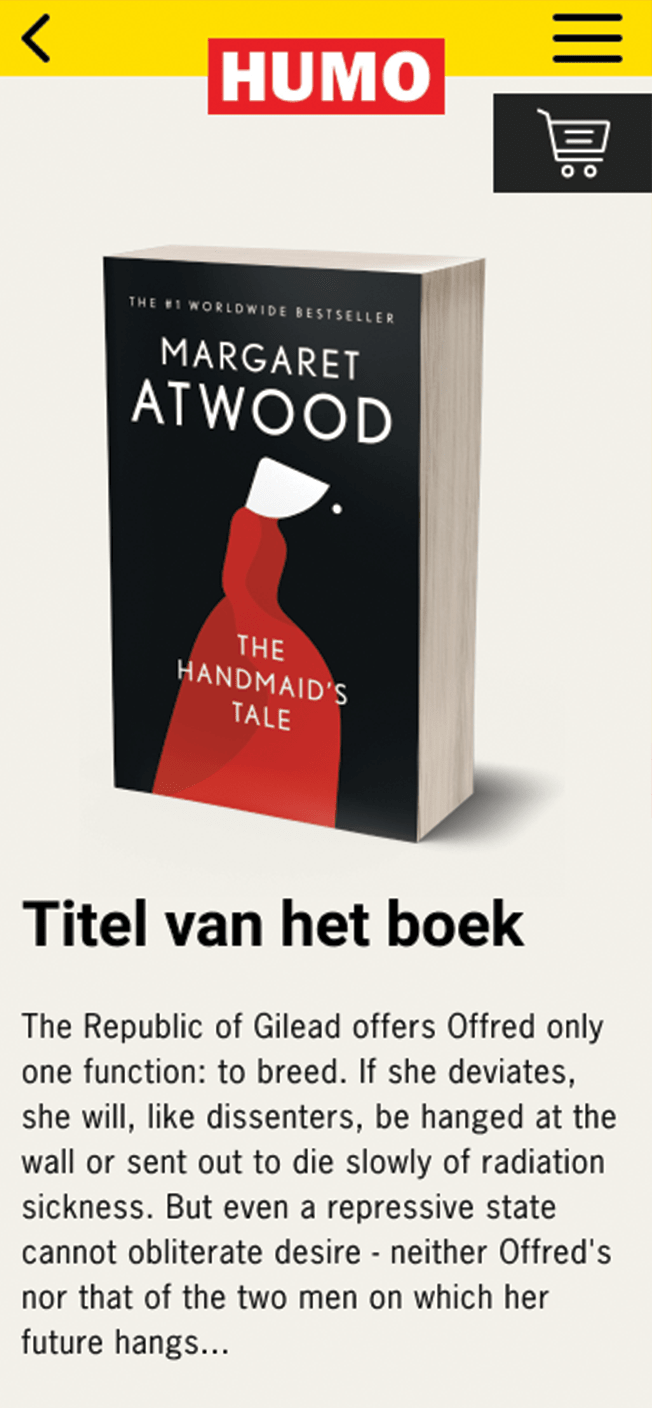 HUMO
THE #1 WORLDWIDE BESTSELLER
MARGARET
ATWOOD
THE
HANDMAID'S
TALE
Titel van het boek
The Republic of Gilead offers Offred only
one function: to breed. If she deviates,
she will, like dissenters, be hanged at the
wall or sent out to die slowly of radiation
sickness. But even a repressive state
cannot obliterate desire - neither Offred's
nor that of the two men on which her
future hangs...